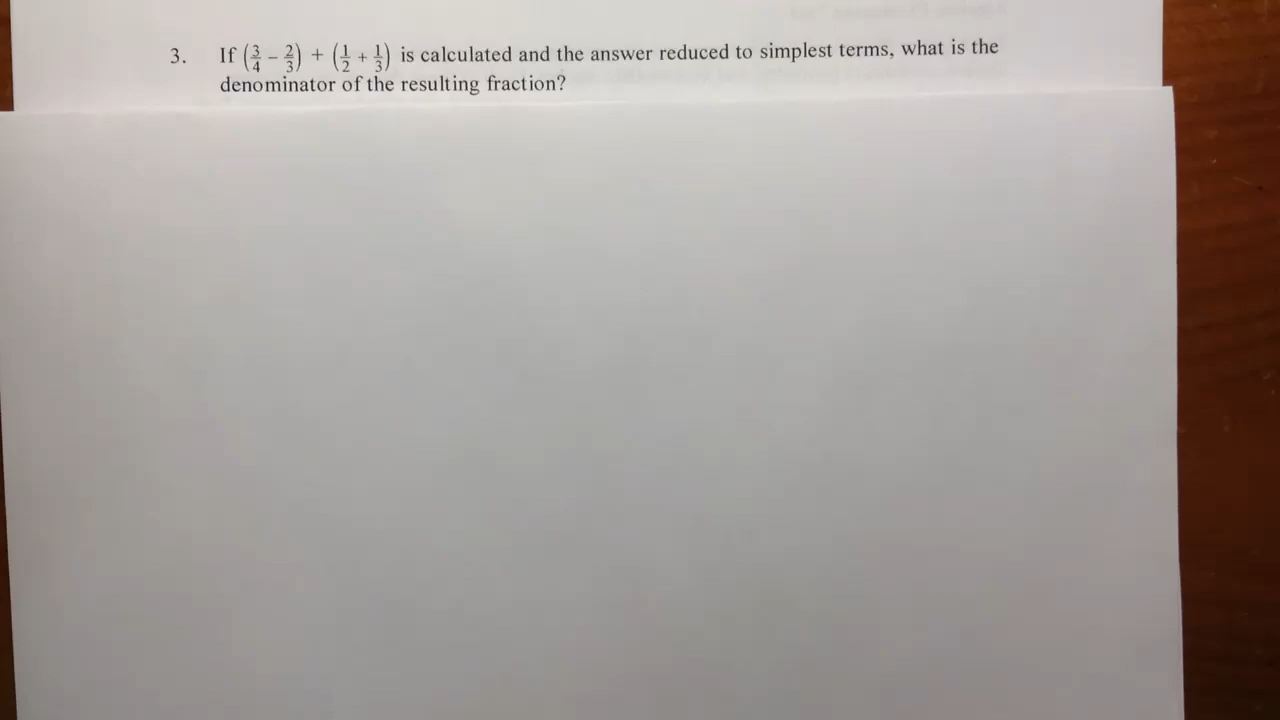 3. If (3/4 − 2/3) + (1/2 + 1/3) is calculated and the answer reduced to simplest terms, what is the
denominator of the resulting fraction?